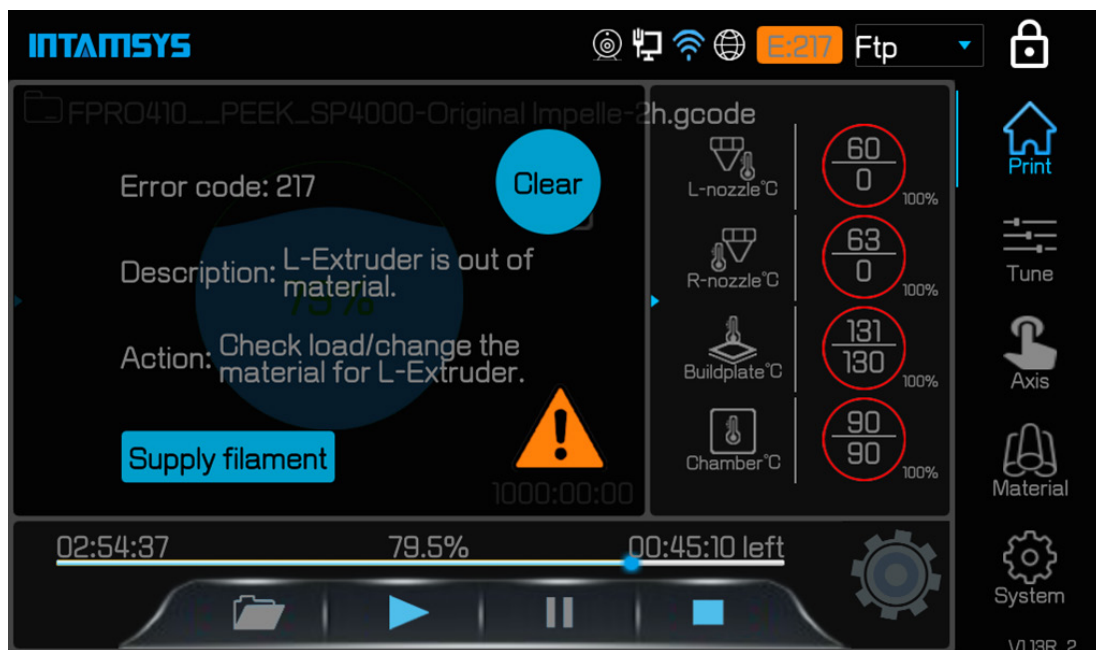 INTAMSYS
E:217
Ftp
FPRO410__PEEK_SP4000-Original Impelle-2h.gcode
Error code: 217
Clear
Description: L-Extruder is out of
material.
Action: Check load/change the
material for L-Extruder.
Supply filament
1000:00:00
L-nozzle°C
60
0
100%
R-nozzle°C
63
0
100%
Buildplate°C
131
130
100%
Chamber°C
90
90
100%
02:54:37
79.5%
00:45:10 left
Print
Tune
Axis
Material
System